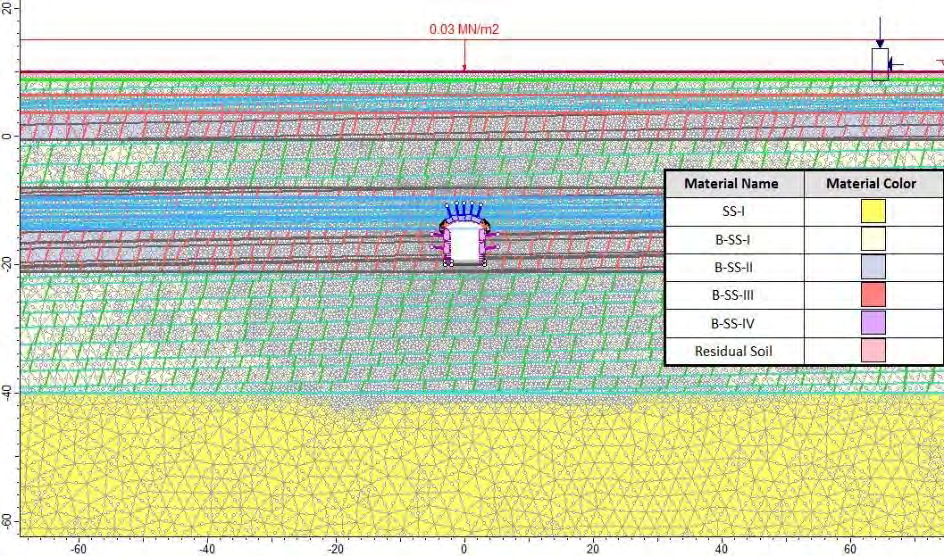 20
0.03 MN/m2
0
Material Name Material Color
SS-I
B-SS-I
B-SS-II
-20
B-SS-III
B-SS-IV
Residual Soil
-40
-60
-60 -40 -20 0 20 40 60